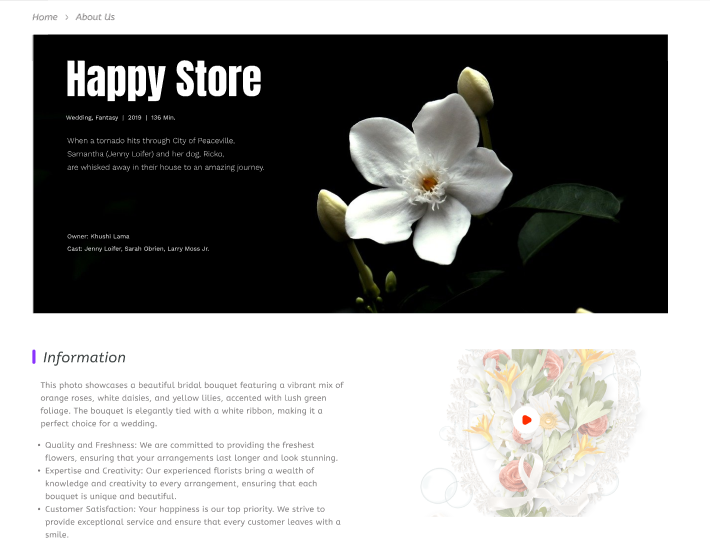 Home > About Us
Happy Store
Wedding, Fantasy | 2019 | 136 Min.
When a tornado hits through City of Peaceville,
Samantha (Jenny Loifer) and her dog, Ricko,
are whisked away in their house to an amazing journey.
Owner: Khushi Lama
Cast: Jenny Loifer, Sarah Obrien, Larry Moss Jr.
Information
This photo showcases a beautiful bridal bouquet featuring a vibrant mix of
orange roses, white daisies, and yellow lilies, accented with lush green
foliage. The bouquet is elegantly tied with a white ribbon, making it a
perfect choice for a wedding.
• Quality and Freshness: We are committed to providing the freshest
flowers, ensuring that your arrangements last longer and look stunning.
• Expertise and Creativity: Our experienced florists bring a wealth of
knowledge and creativity to every arrangement, ensuring that each
bouquet is unique and beautiful.
• Customer Satisfaction: Your happiness is our top priority. We strive to
provide exceptional service and ensure that every customer leaves with a
smile.